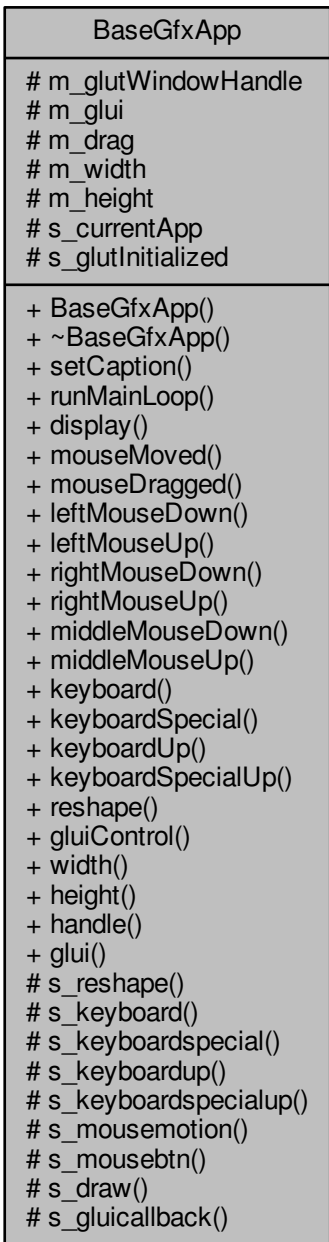 BaseGfxApp
# m_glutWindowHandle
# m_glui
# m_drag
# m_width
# m_height
# s_currentApp
# s_glutInitialized
+ BaseGfxApp()
+ ~BaseGfxApp()
+ setCaption()
+ runMainLoop()
+ display()
+ mouseMoved()
+ mouseDragged()
+ leftMouseDown()
+ leftMouseUp()
+ rightMouseDown()
+ rightMouseUp()
+ middleMouseDown()
+ middleMouseUp()
+ keyboard()
+ keyboardSpecial()
+ keyboardUp()
+ keyboardSpecialUp()
+ reshape()
+ gluiControl()
+ width()
+ height()
+ handle()
+ glui()
# s_reshape()
# s_keyboard()
# s_keyboardspecial()
# s_keyboardup()
# s_keyboardspecialup()
# s_mousemotion()
# s_mousebtn()
# s_draw()
# s_gluicallback()